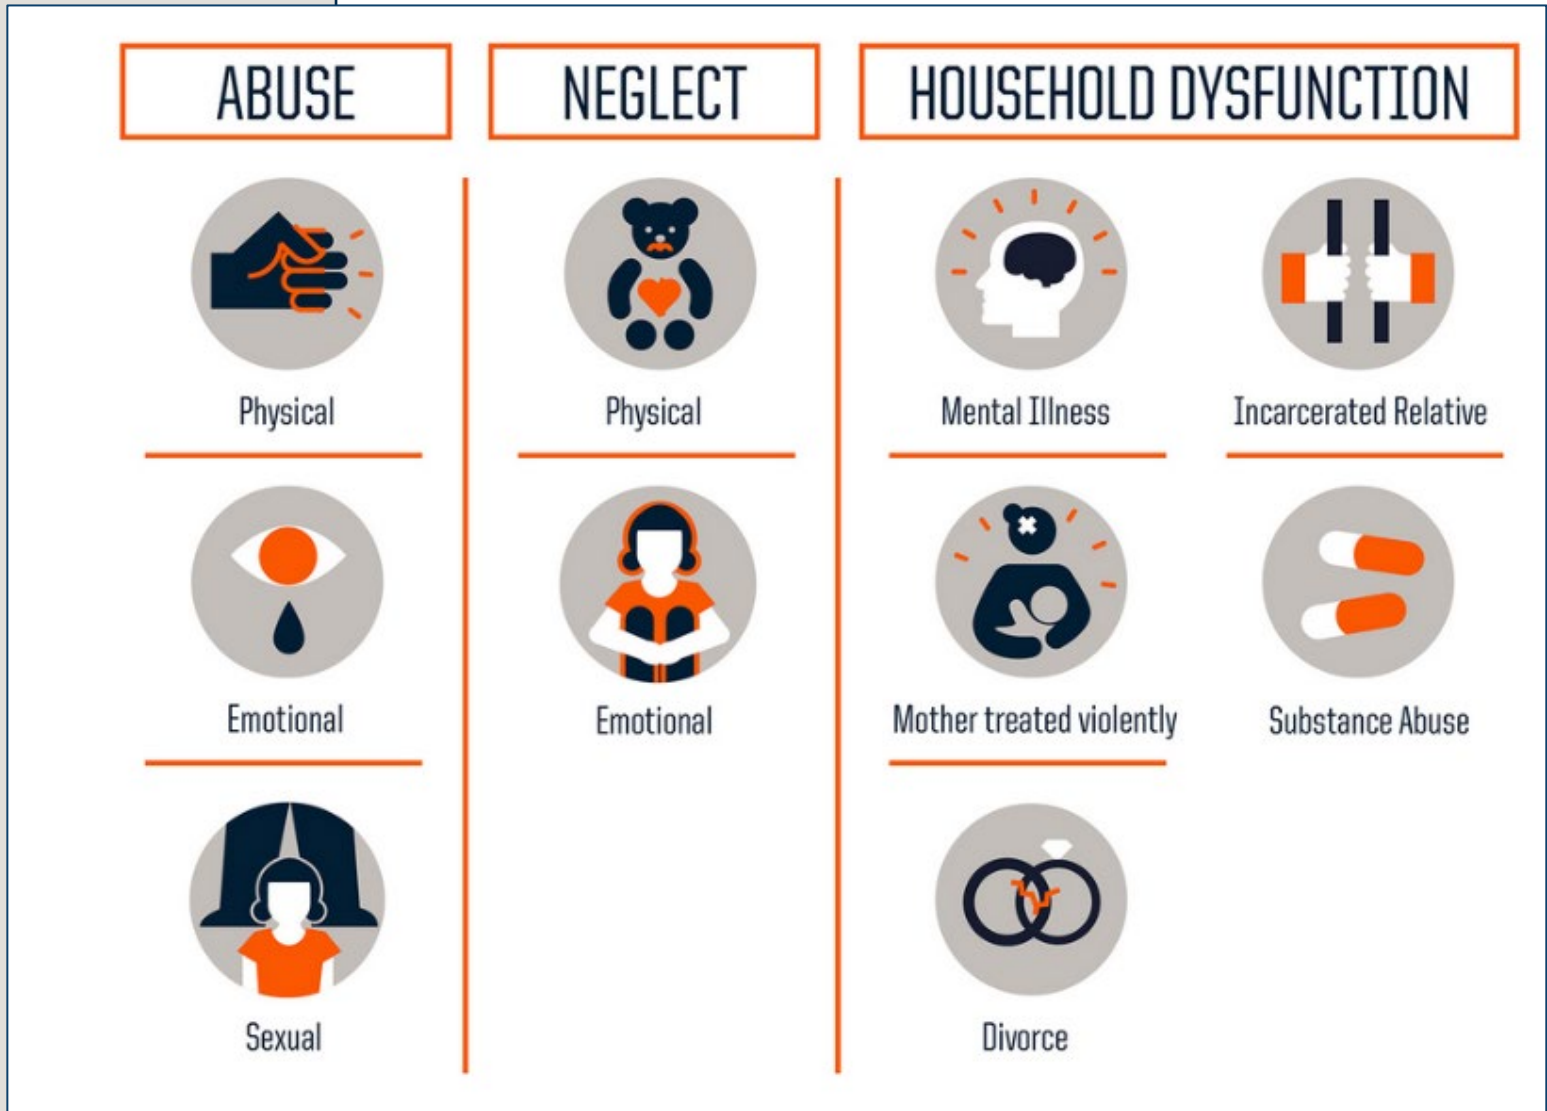 ABUSE
Physical
Emotional
Sexual
NEGLECT
Physical
Emotional
HOUSEHOLD DYSFUNCTION
Mental Illness
Incarcerated Relative
Mother treated violently
Substance Abuse
Divorce